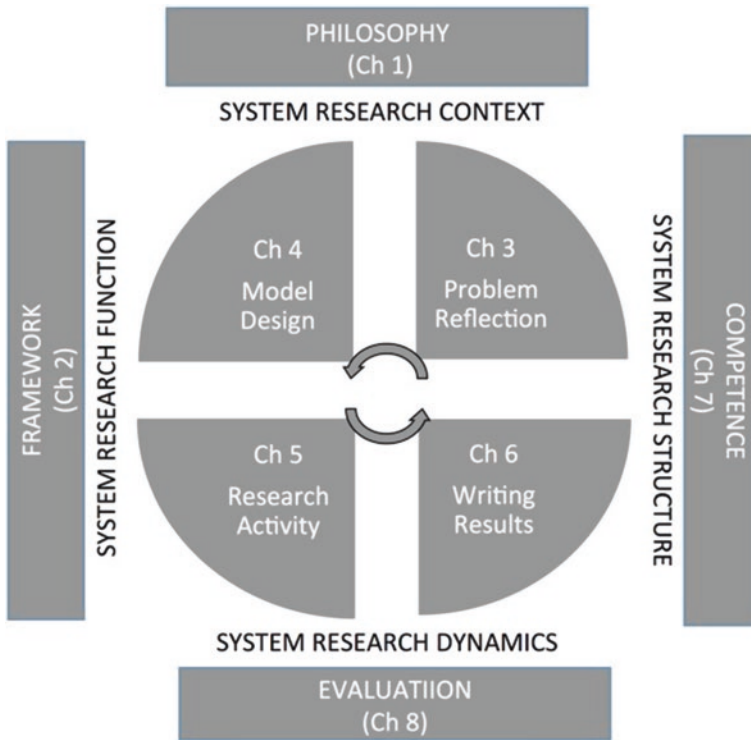 PHILOSOPHY
(Ch 1)
SYSTEM RESEARCH CONTEXT
FRAMEWORK
(Ch 2)
SYSTEM RESEARCH FUNCTION
Ch 4
Model
Design
Ch 3
Problem
Reflection
Ch 5
Research
Activity
Ch 6
Writing
Results
SYSTEM RESEARCH STRUCTURE
COMPETENCE
(Ch 7)
SYSTEM RESEARCH DYNAMICS
EVALUATIION
(Ch 8)